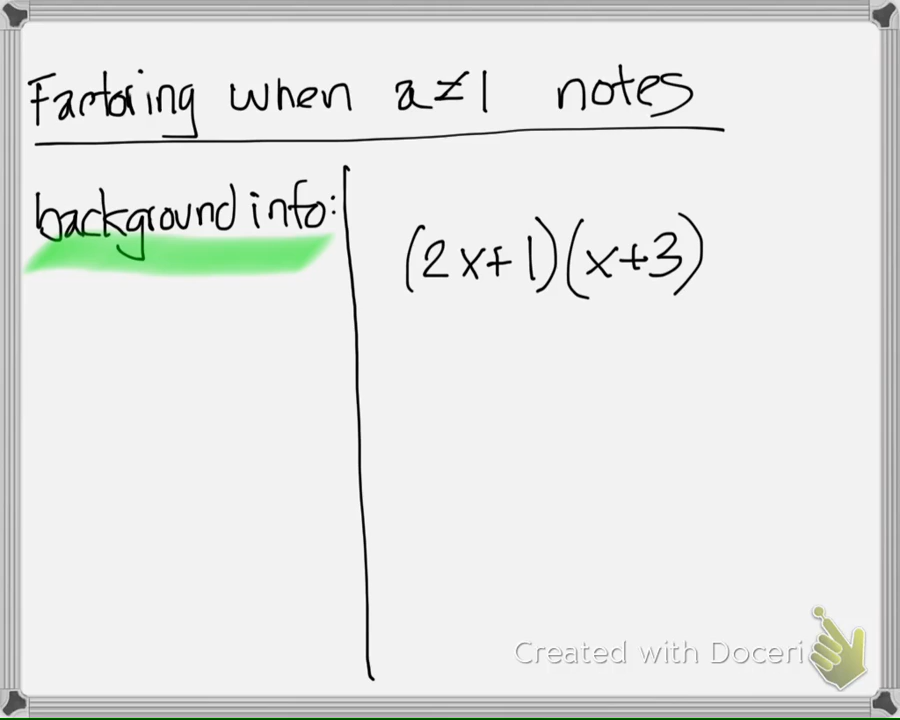 Factoring when a≠1 notes
background info:
(2x+1)(x+3)
Created with Doceri